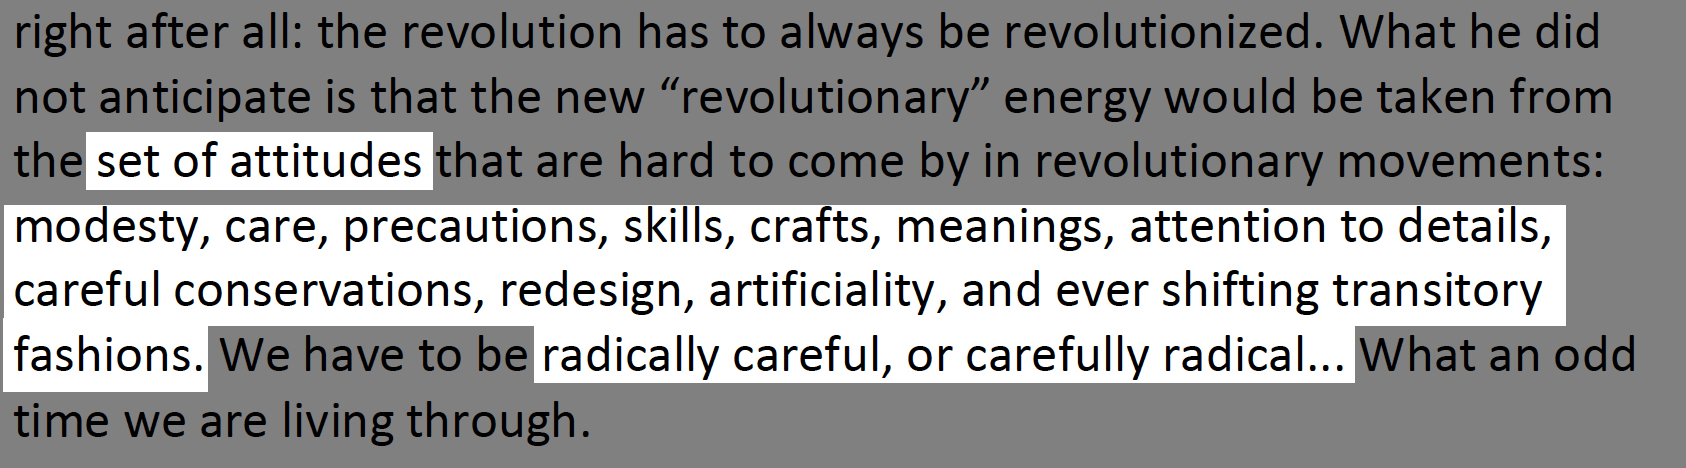 right after all: the revolution has to always be revolutionized. What he did
not anticipate is that the new “revolutionary” energy would be taken from
the set of attitudes that are hard to come by in revolutionary movements:
modesty, care, precautions, skills, crafts, meanings, attention to details,
careful conservations, redesign, artificiality, and ever shifting transitory
fashions. We have to be radically careful, or carefully radical... What an odd
time we are living through.